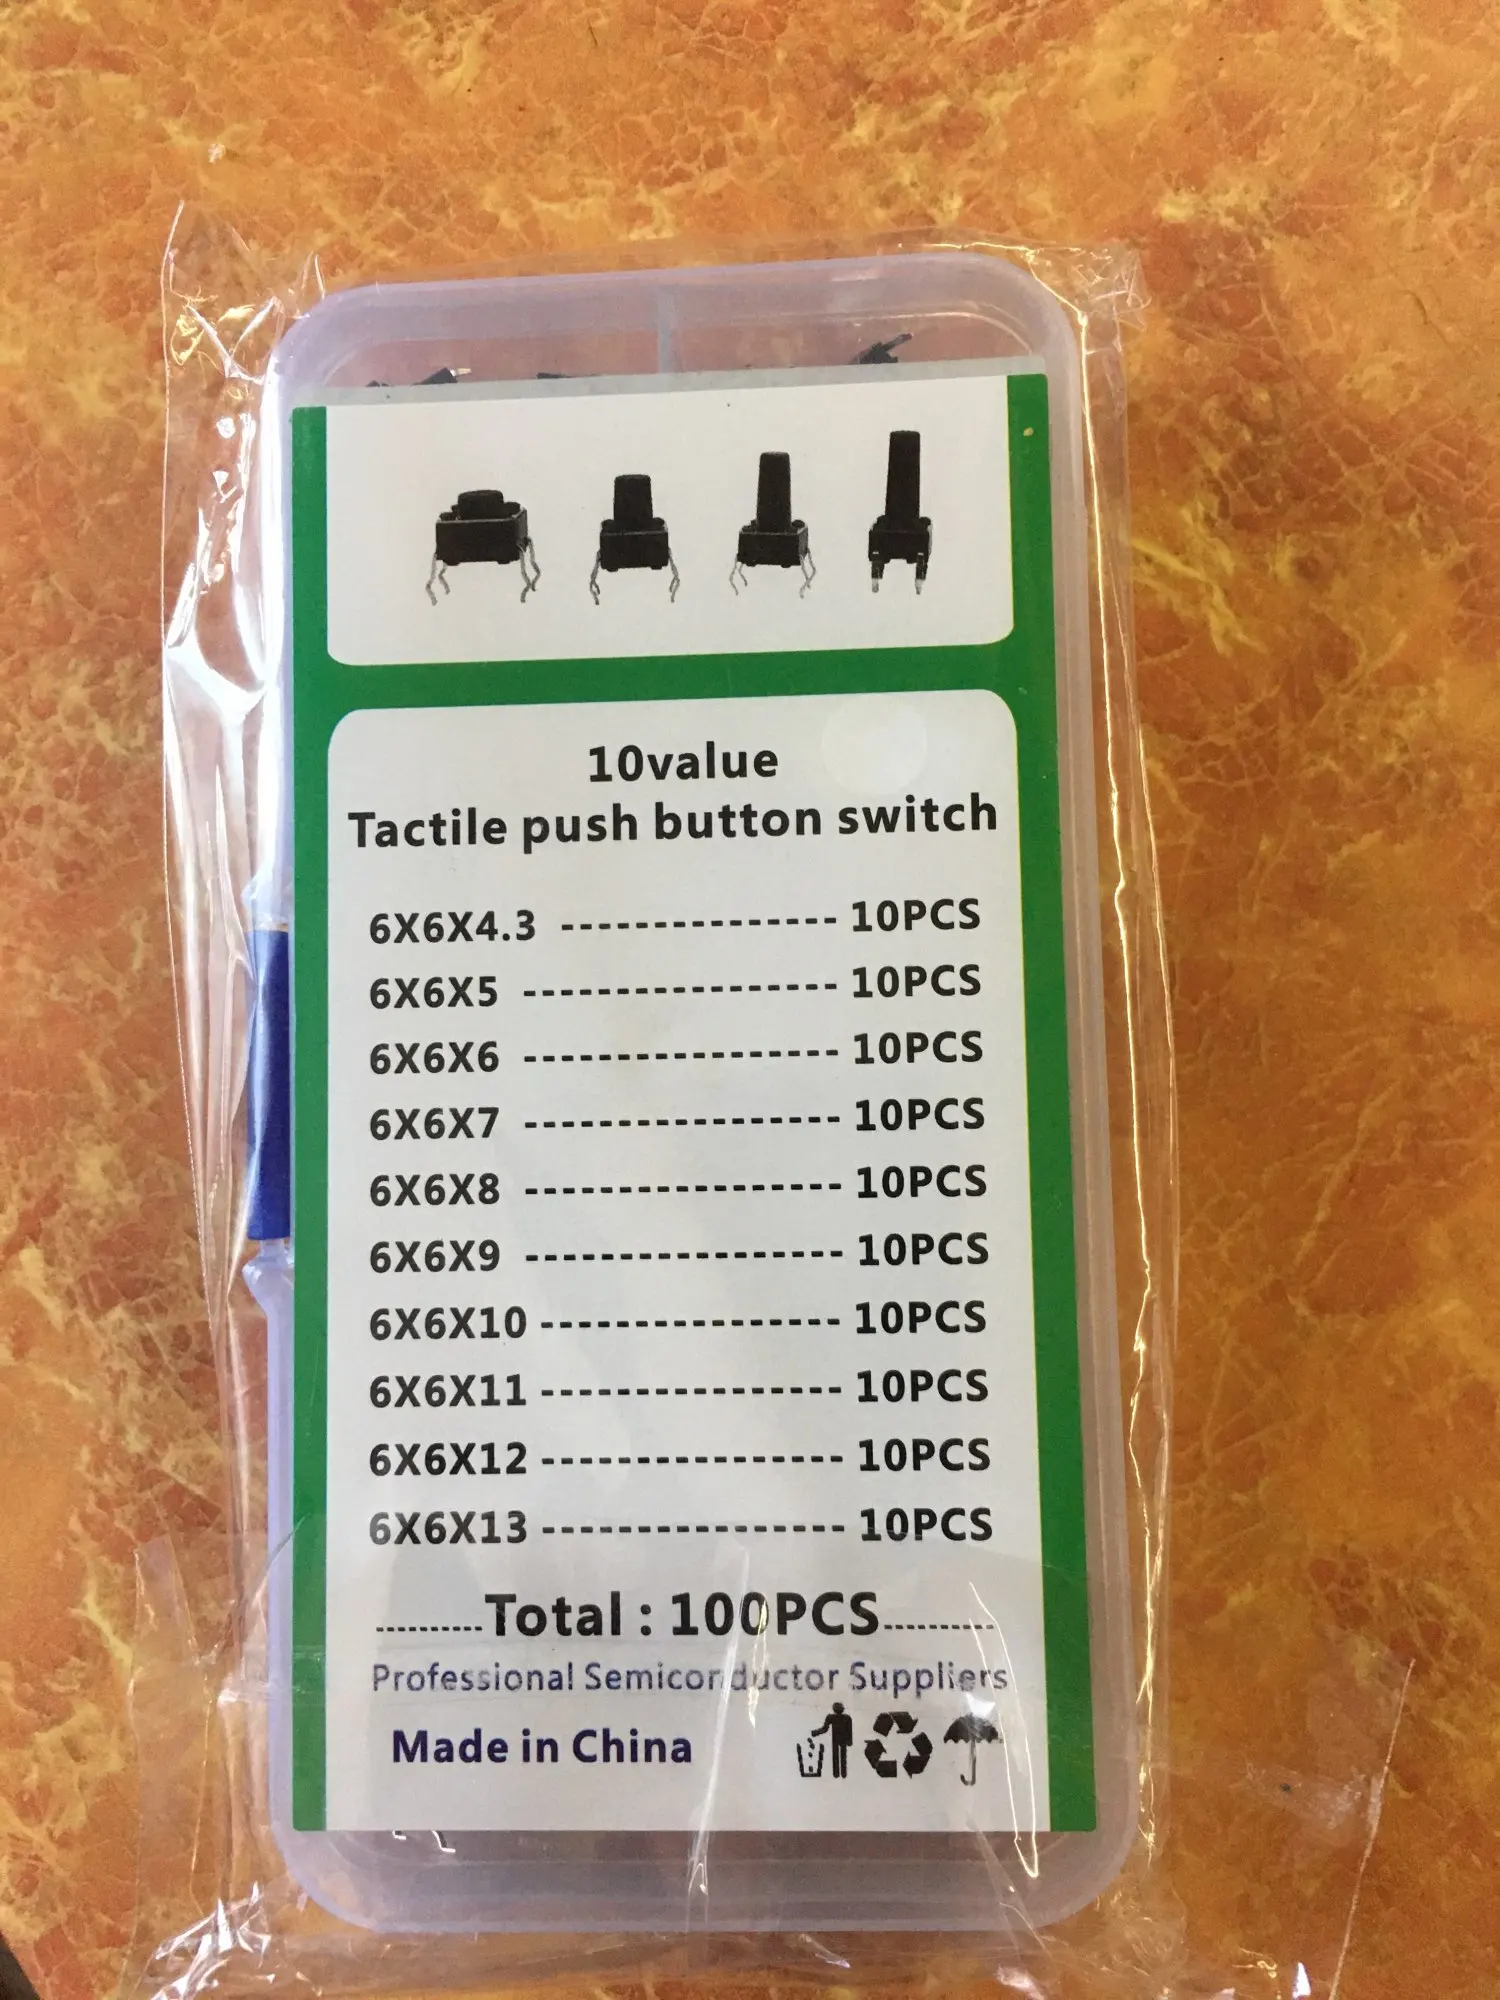 10value
Tactile push button switch
6X6X4.3 --------------- 10PCS
6X6X5 ----------------- 10PCS
6X6X6 ----------------- 10PCS
6X6X7 ----------------- 10PCS
6X6X8 ----------------- 10PCS
6X6X9 ----------------- 10PCS
6X6X10 ---------------- 10PCS
6X6X11 ---------------- 10PCS
6X6X12 ---------------- 10PCS
6X6X13 ---------------- 10PCS
----------Total : 100PCS----------
Professional Semiconductor Suppliers
Made in China